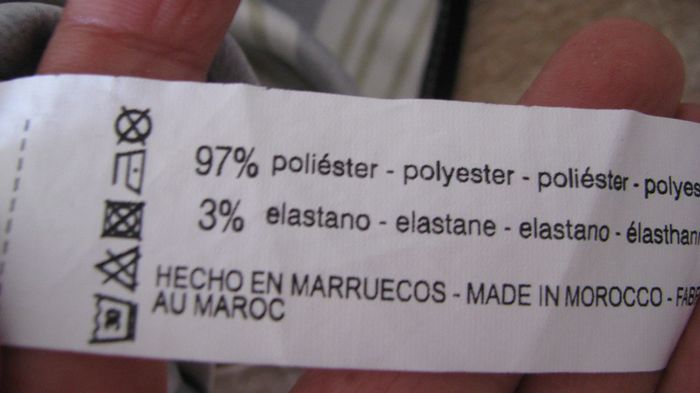 97% poliéster - polyester - poliéster - polyes
3% elastano - elastane - elastano - élasthan
HECHO EN MARRUECOS - MADE IN MOROCCO - FAB
AU MAROC